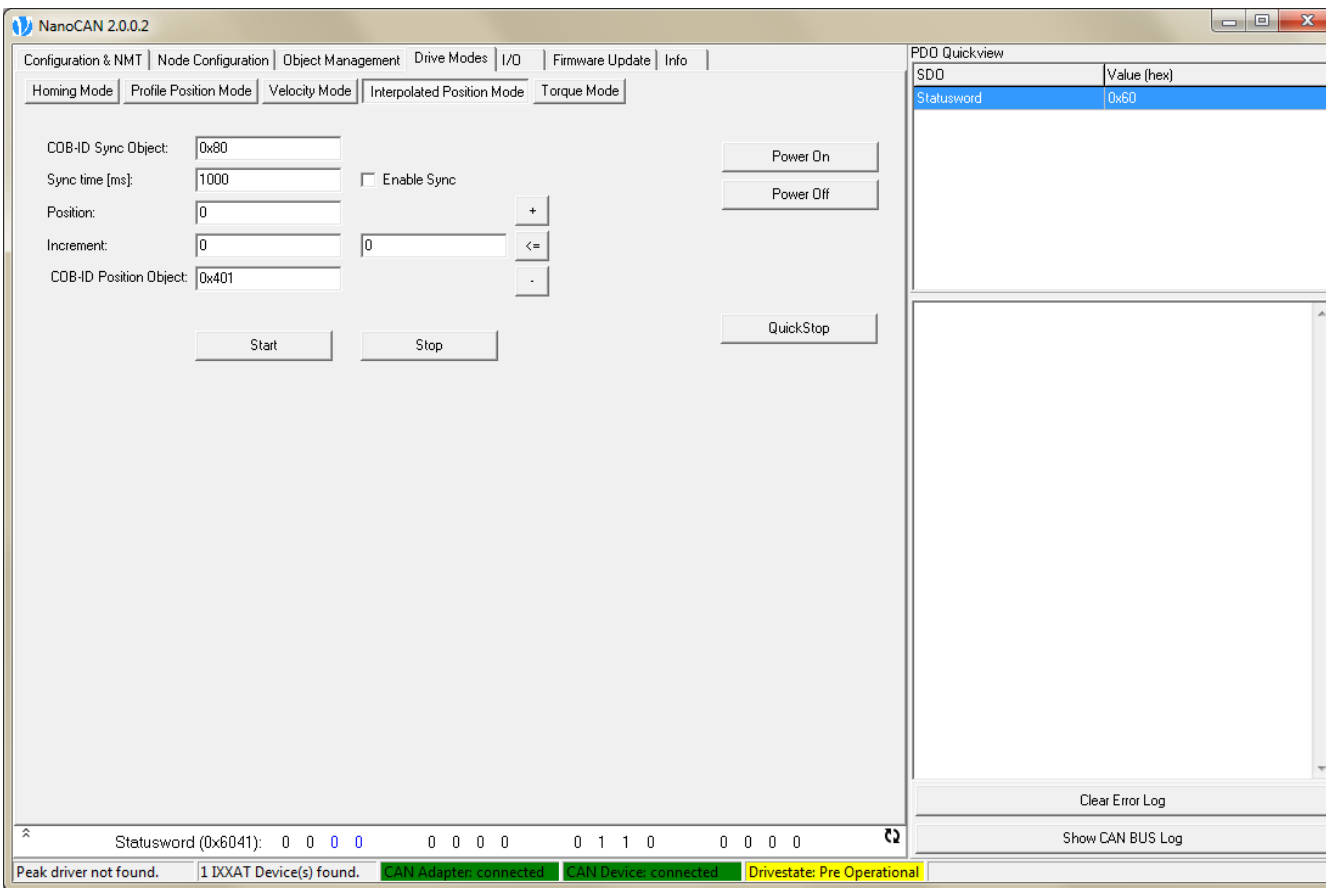 NanoCAN 2.0.0.2
Configuration & NMT Node Configuration Object Management Drive Modes I/O Firmware Update Info
Homing Mode Profile Position Mode Velocity Mode Interpolated Position Mode Torque Mode
COB-ID Sync Object: 0x80
Sync time [ms]: 1000 Enable Sync
Position: 0 +
Increment: 0 0 <=
COB-ID Position Object: 0x401 -
Start Stop
Power On
Power Off
QuickStop
PDO Quickview
SDO Value (hex)
Statusword 0x60
Clear Error Log
Show CAN BUS Log
Statusword (0x6041): 0 0 0 0 0 0 0 0 0 1 1 0 0 0 0 0
Peak driver not found. 1 IXXAT Device(s) found. CAN Adapter: connected CAN Device: connected Drivestate: Pre Operational